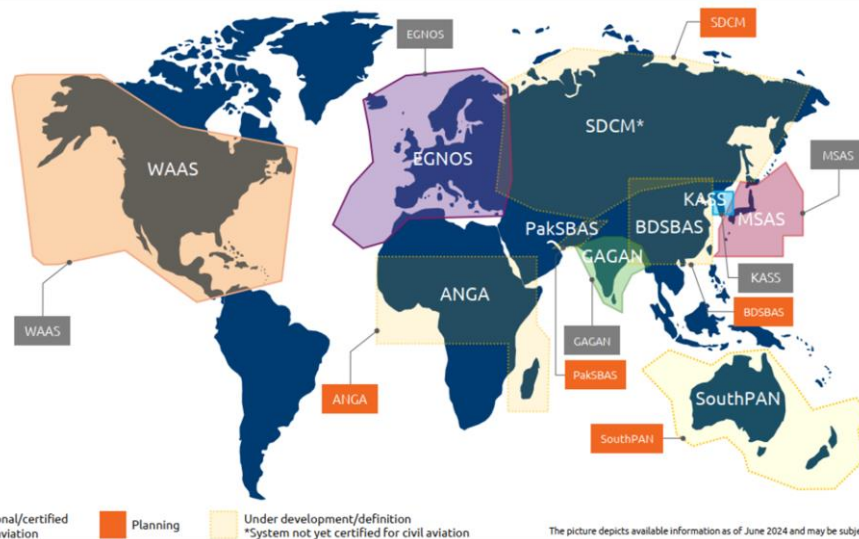 SDCM
EGNOS
SDCM*
WAAS
EGNOS
MSAS
KASS
MSAS
PakSBAS
BDSBAS
GAGAN
KASS
ANGA
BDSBAS
WAAS
GAGAN
PakSBAS
ANGA
SouthPAN
SouthPAN
onal/certified
aviation
Planning
Under development/definition
*System not yet certified for civil aviation
The picture depicts available information as of June 2024 and may be subje